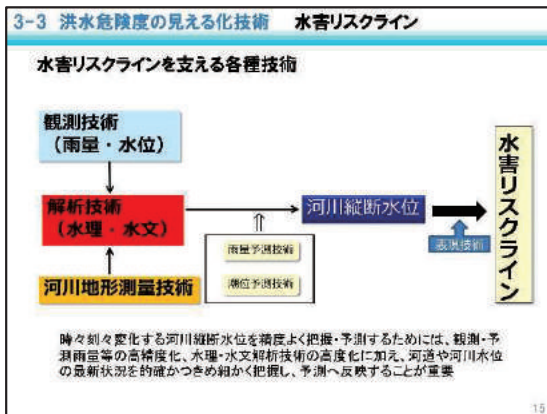 3-3 洪水危険度の見える化技術 水害リスクライン
水害リスクラインを支える各種技術
観測技術
(雨量・水位)
解析技術
(水理・水文)
河川地形測量技術
雨量予測技術
潮位予測技術
河川縦断水位
表現技術
水害リスクライン
時々刻々変化する河川縦断水位を精度よく把握・予測するためには、観測・予
測雨量等の高精度化、水理・水文解析技術の高度化に加え、河道や河川水位
の最新状況を的確かつきめ細かく把握し、予測へ反映することが重要
15